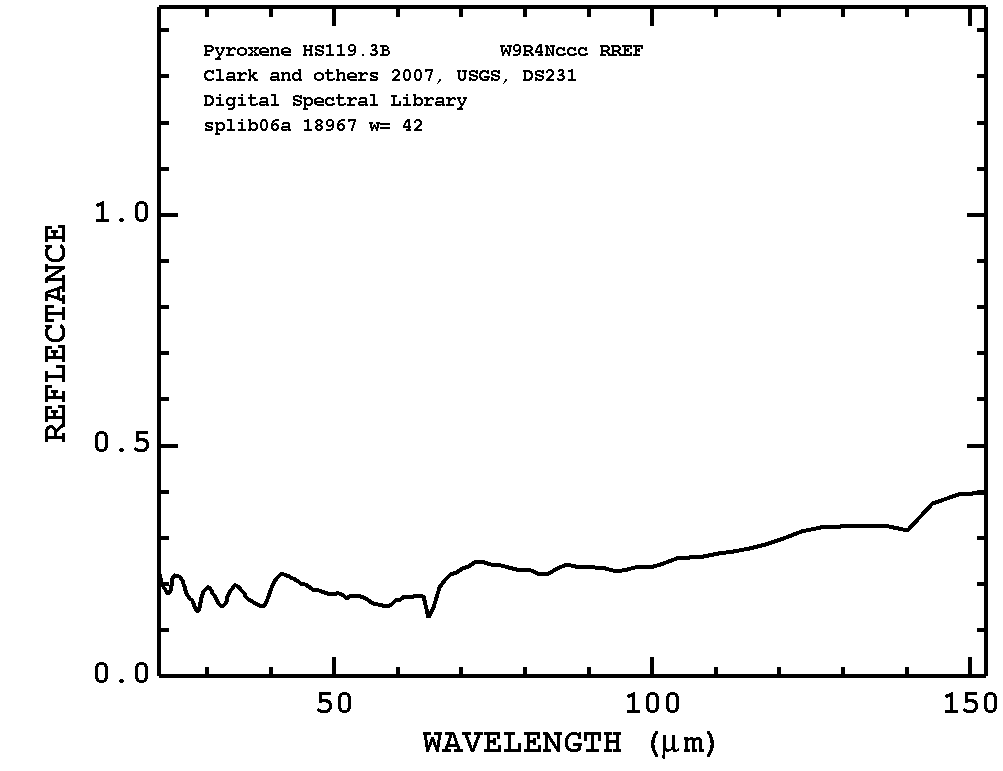 Pyroxene HS119.3B W9R4Nccc RREF
Clark and others 2007, USGS, DS231
Digital Spectral Library
splib06a 18967 w= 42
1.0
0.5
0.0
REFLECTANCE
50 100 150
WAVELENGTH (μm)